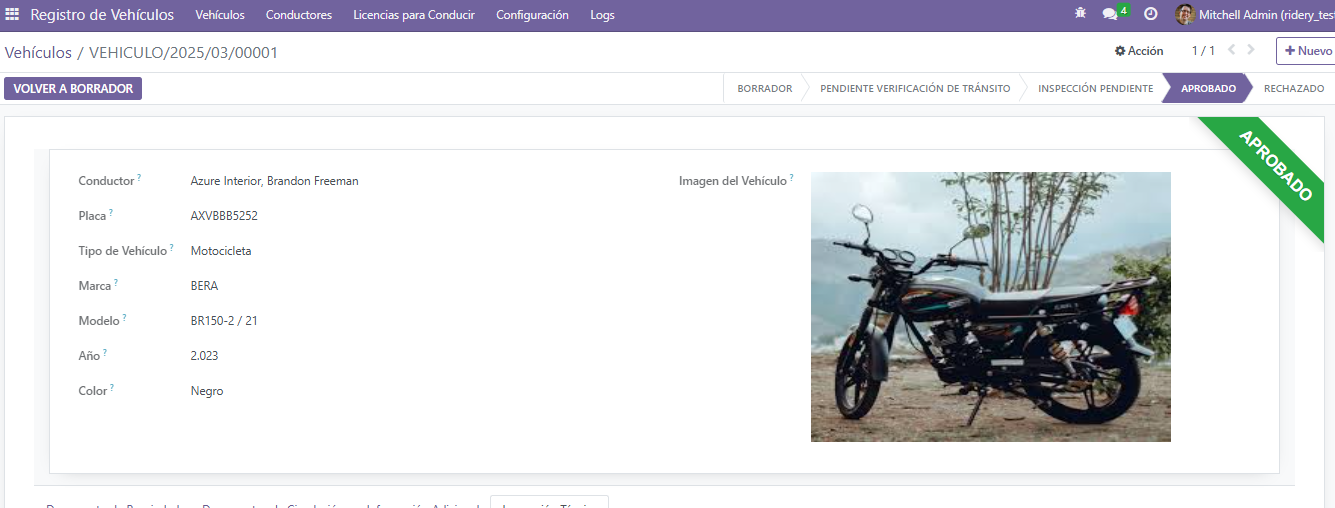 Registro de Vehículos Vehículos Conductores Licencias para Conducir Configuración Logs 4 Mitchell Admin (ridery_test
Vehículos / VEHICULO/2025/03/00001 Acción 1 / 1 Nuevo
VOLVER A BORRADOR BORRADOR PENDIENTE VERIFICACIÓN DE TRÁNSITO INSPECCIÓN PENDIENTE APROBADO RECHAZADO
APROBADO
Conductor ? Azure Interior, Brandon Freeman Imagen del Vehículo ?
Placa ? AXVBBB5252
Tipo de Vehículo ? Motocicleta
Marca ? BERA
Modelo ? BR150-2 / 21
Año ? 2.023
Color ? Negro